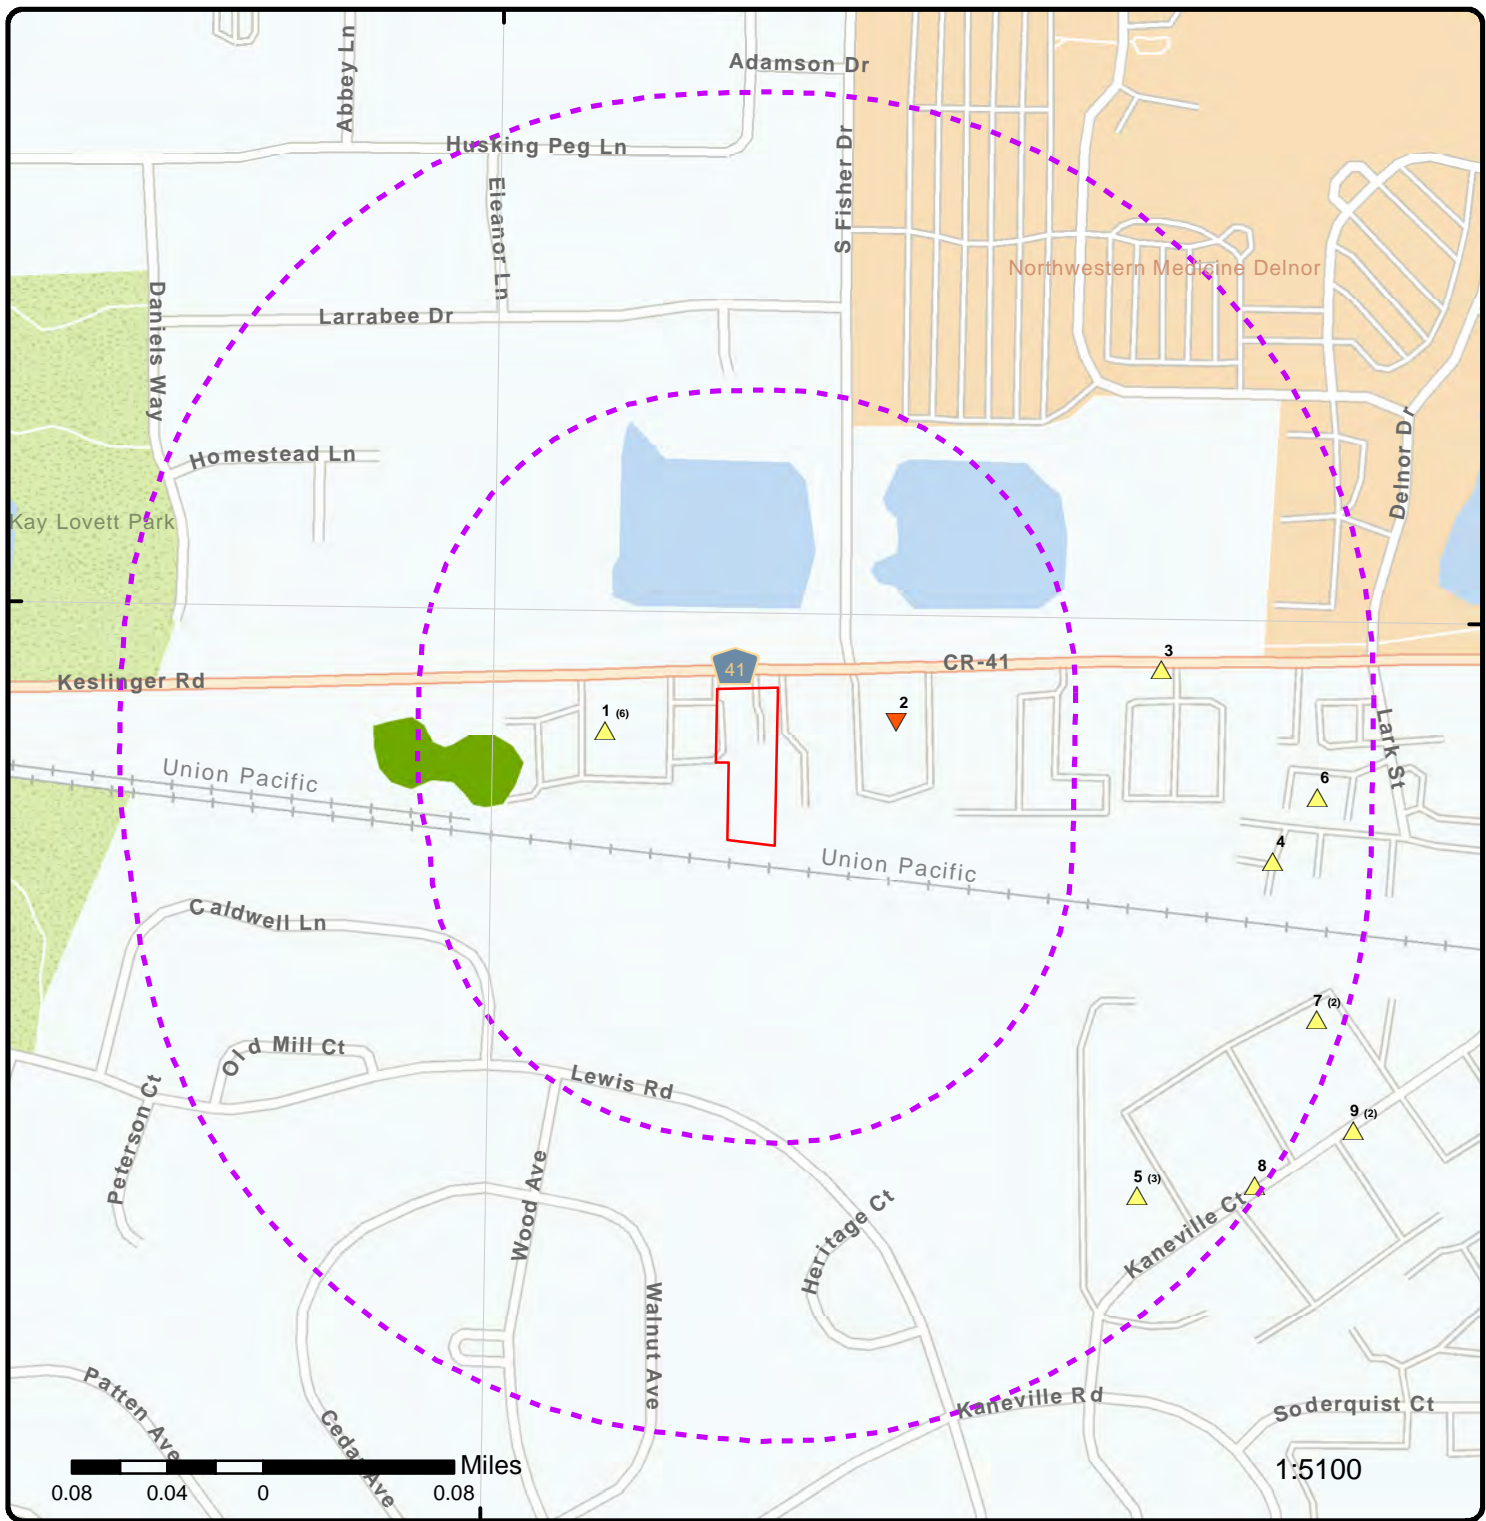 Abbey Ln
Adamson Dr
Husking Peg Ln
S Fisher Dr
Eleanor Ln
Northwestern Medicine Delnor
Daniels Way
Larrabee Dr
Homestead Ln
Delnor Dr
Kay Lovett Park
Keslinger Rd
41
CR-41
3
1 (6)
2
Lark St
Union Pacific
6
4
Union Pacific
Caldwell Ln
7 (2)
Old Mill Ct
Lewis Rd
Peterson Ct
9 (2)
8
5 (3)
Wood Ave
Heritage Ct
Kaneville Ct
Walnut Ave
Patten Ave
Cedar Ave
Kaneville Rd
Soderquist Ct
Miles
0.08
0.04
0
0.08
1:5100